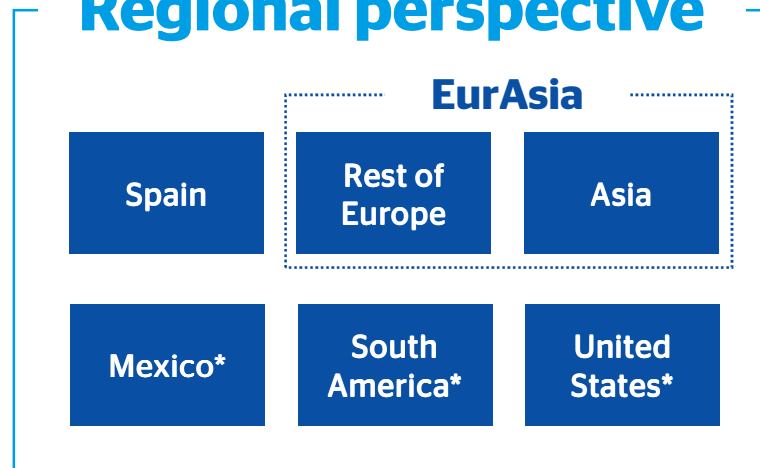 Regional perspective
EurAsia
Spain
Rest of
Europe
Asia
Mexico*
South
America*
United
States*